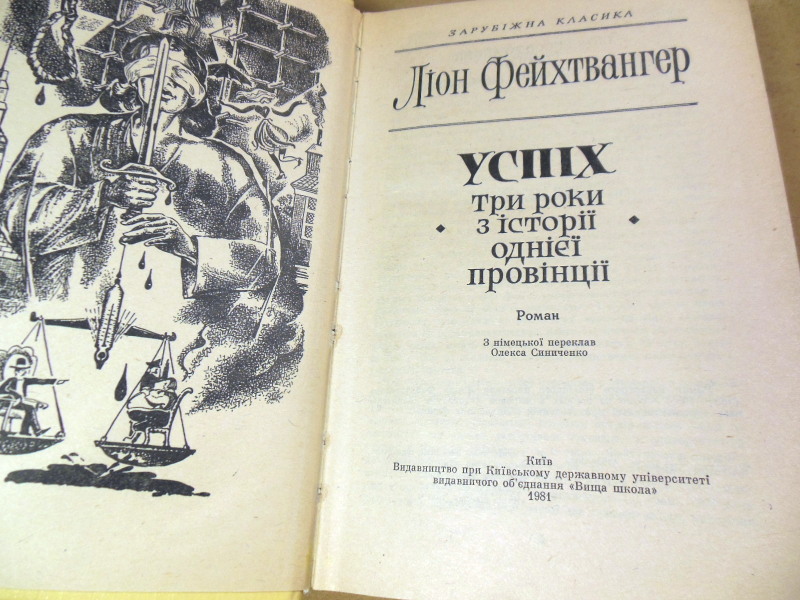 ЗАРУБІЖНА КЛАСИКА
Ліон Фейхтвангер
УСПІХ
три роки
з історії
однієї
провінції
Роман
З німецької переклав
Олекса Синиченко
Київ
Видавництво при Київському державному університеті
видавничого об'єднання «Вища школа»
1981